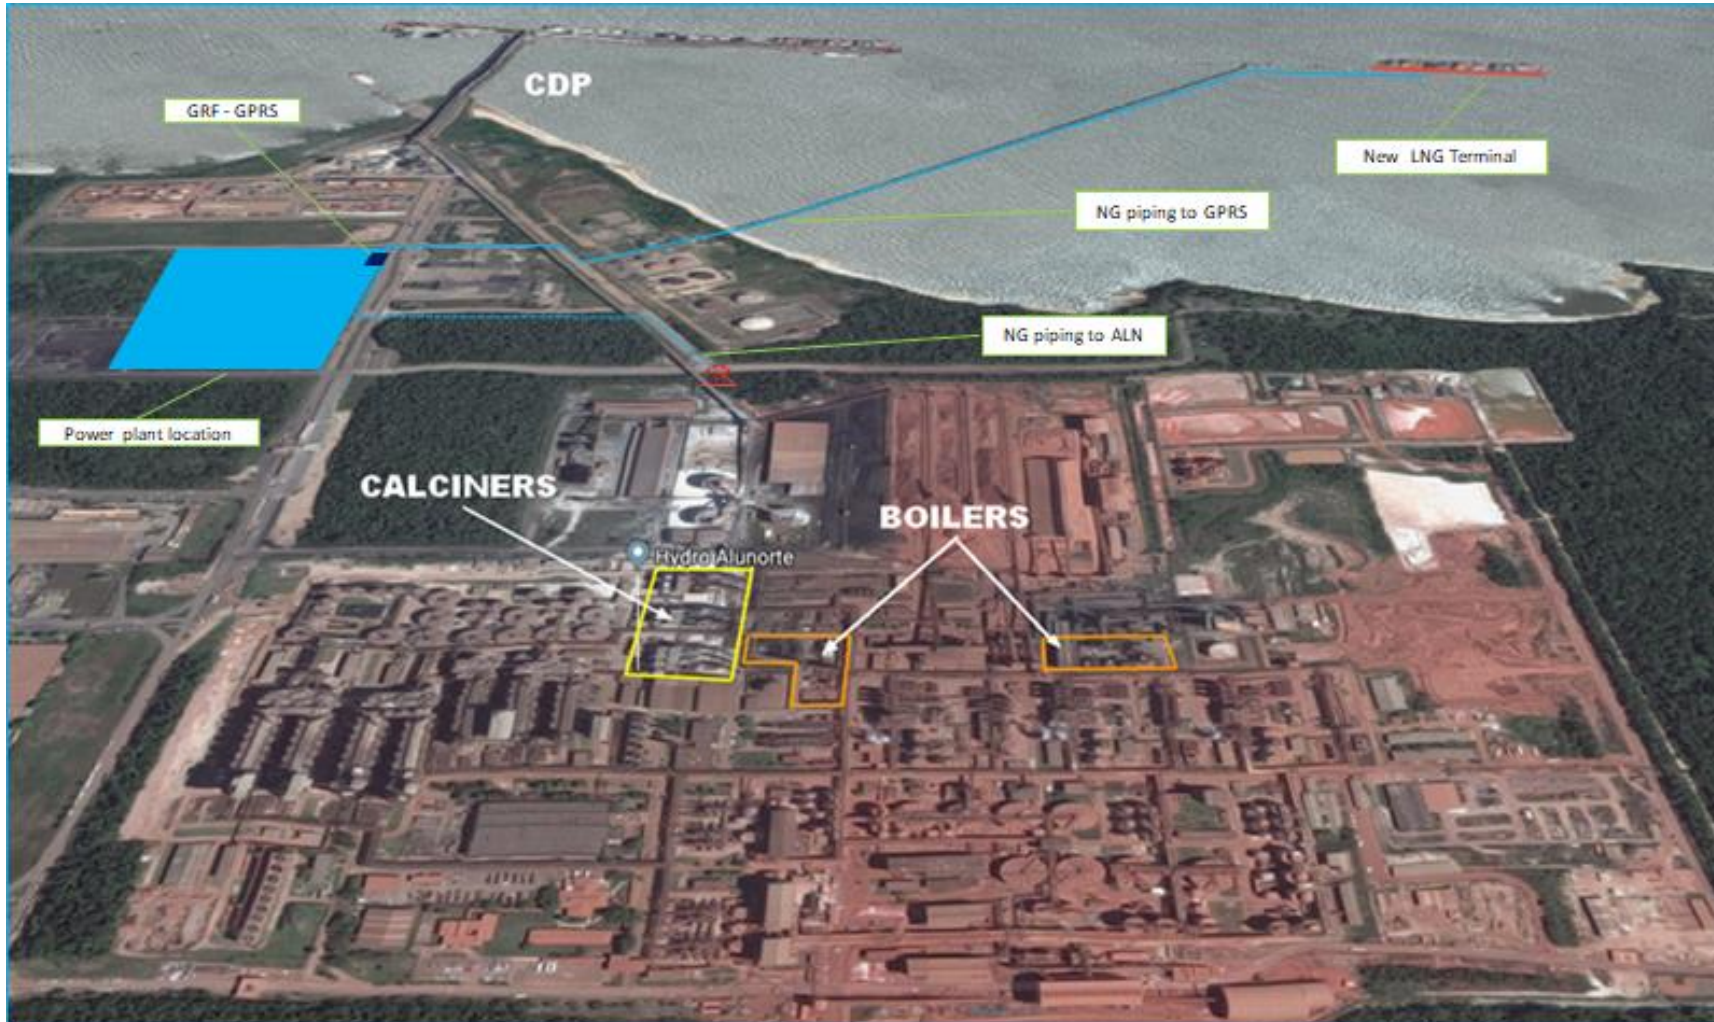 CDP
GRF - GPRS
New LNG Terminal
NG piping to GPRS
NG piping to ALN
Power plant location
CALCINERS
BOILERS
Hydro Alunorte